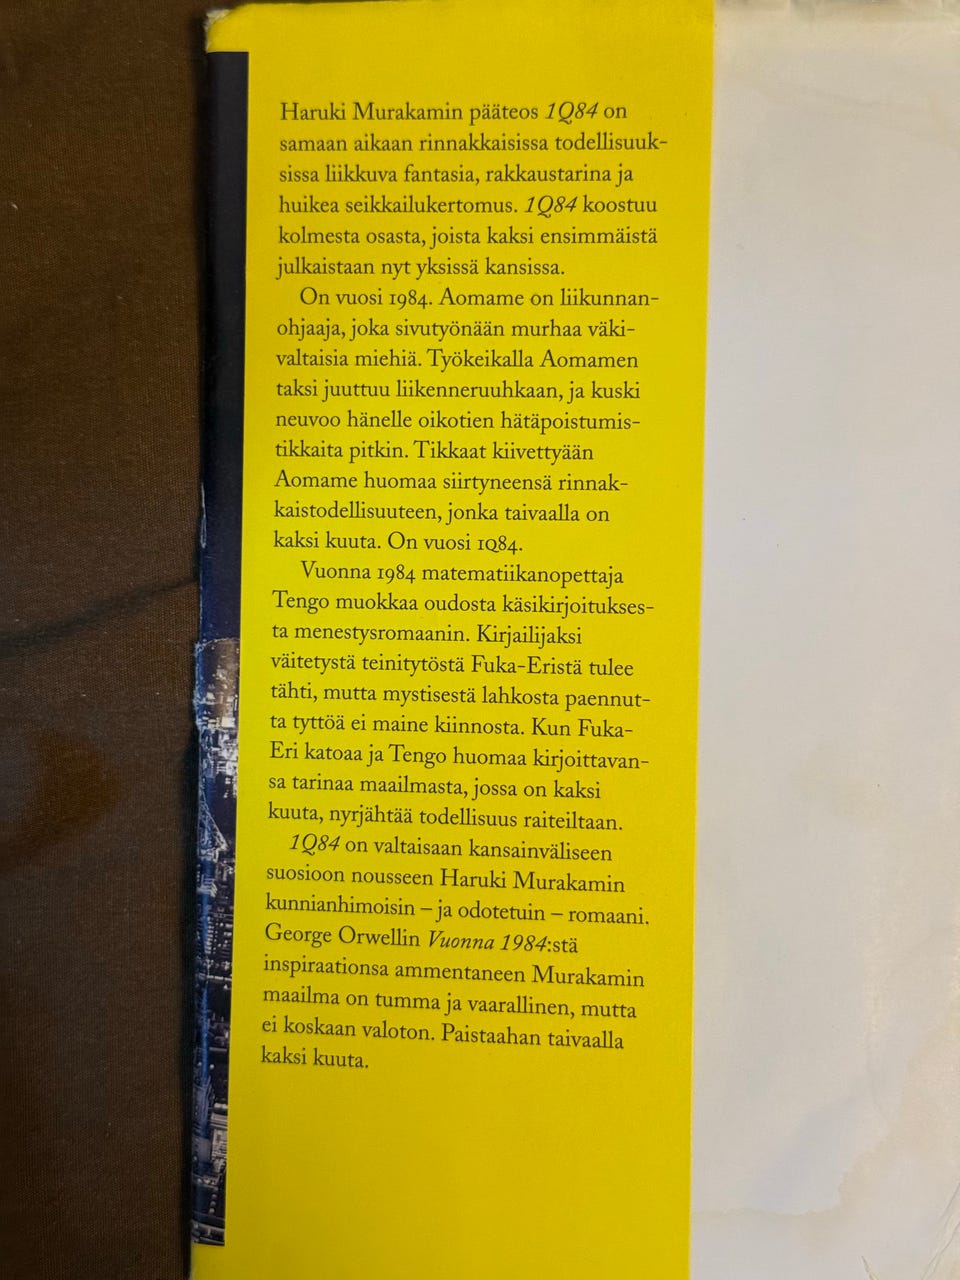 Haruki Murakamin pääteos 1Q84 on
samaan aikaan rinnakkaisissa todellisuuk-
sissa liikkuva fantasia, rakkaustarina ja
huikea seikkailukertomus. 1Q84 koostuu
kolmesta osasta, joista kaksi ensimmäistä
julkaistaan nyt yksissä kansissa.
On vuosi 1984. Aomame on liikunnan-
ohjaaja, joka sivutyönään murhaa väki-
valtaisia miehiä. Työkeikalla Aomamen
taksi juuttuu liikenneruuhkaan, ja kuski
neuvoo hänelle oikotien hätäpoistumis-
tikkaita pitkin. Tikkaat kiivettyään
Aomame huomaa siirtyneensä rinnak-
kaistodellisuuteen, jonka taivaalla on
kaksi kuuta. On vuosi 1Q84.
Vuonna 1984 matematiikanopettaja
Tengo muokkaa oudosta käsikirjoitukses-
ta menestysromaanin. Kirjailijaksi
väitetystä teinitytöstä Fuka-Eristä tulee
tähti, mutta mystisestä lahkosta paennut-
ta tyttöä ei maine kiinnosta. Kun Fuka-
Eri katoaa ja Tengo huomaa kirjoittavan-
sa tarinaa maailmasta, jossa on kaksi
kuuta, nyrjähtää todellisuus raiteiltaan.
1Q84 on valtaisaan kansainväliseen
suosioon nousseen Haruki Murakamin
kunnianhimoisin – ja odotetuin – romaani.
George Orwellin Vuonna 1984:stä
inspiraationsa ammentaneen Murakamin
maailma on tumma ja vaarallinen, mutta
ei koskaan valoton. Paistaahan taivaalla
kaksi kuuta.